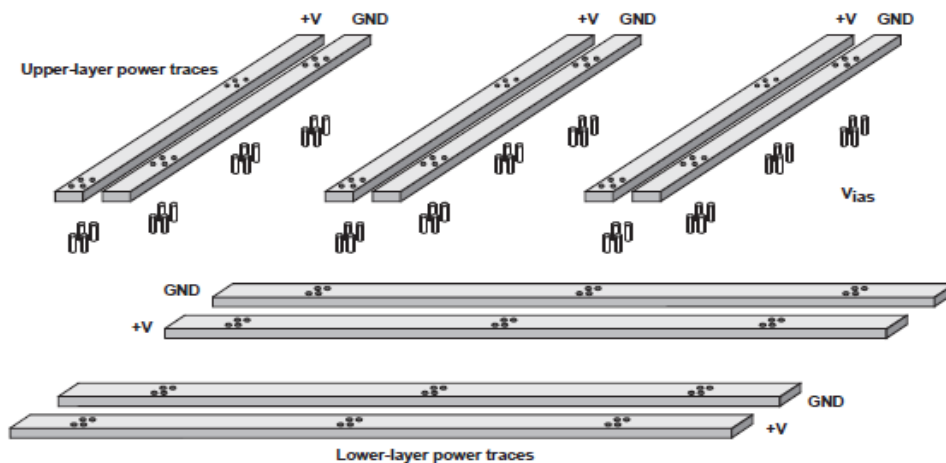 +V GND
+V GND
+V GND
Upper-layer power traces
Vias
GND
+V
GND
+V
Lower-layer power traces